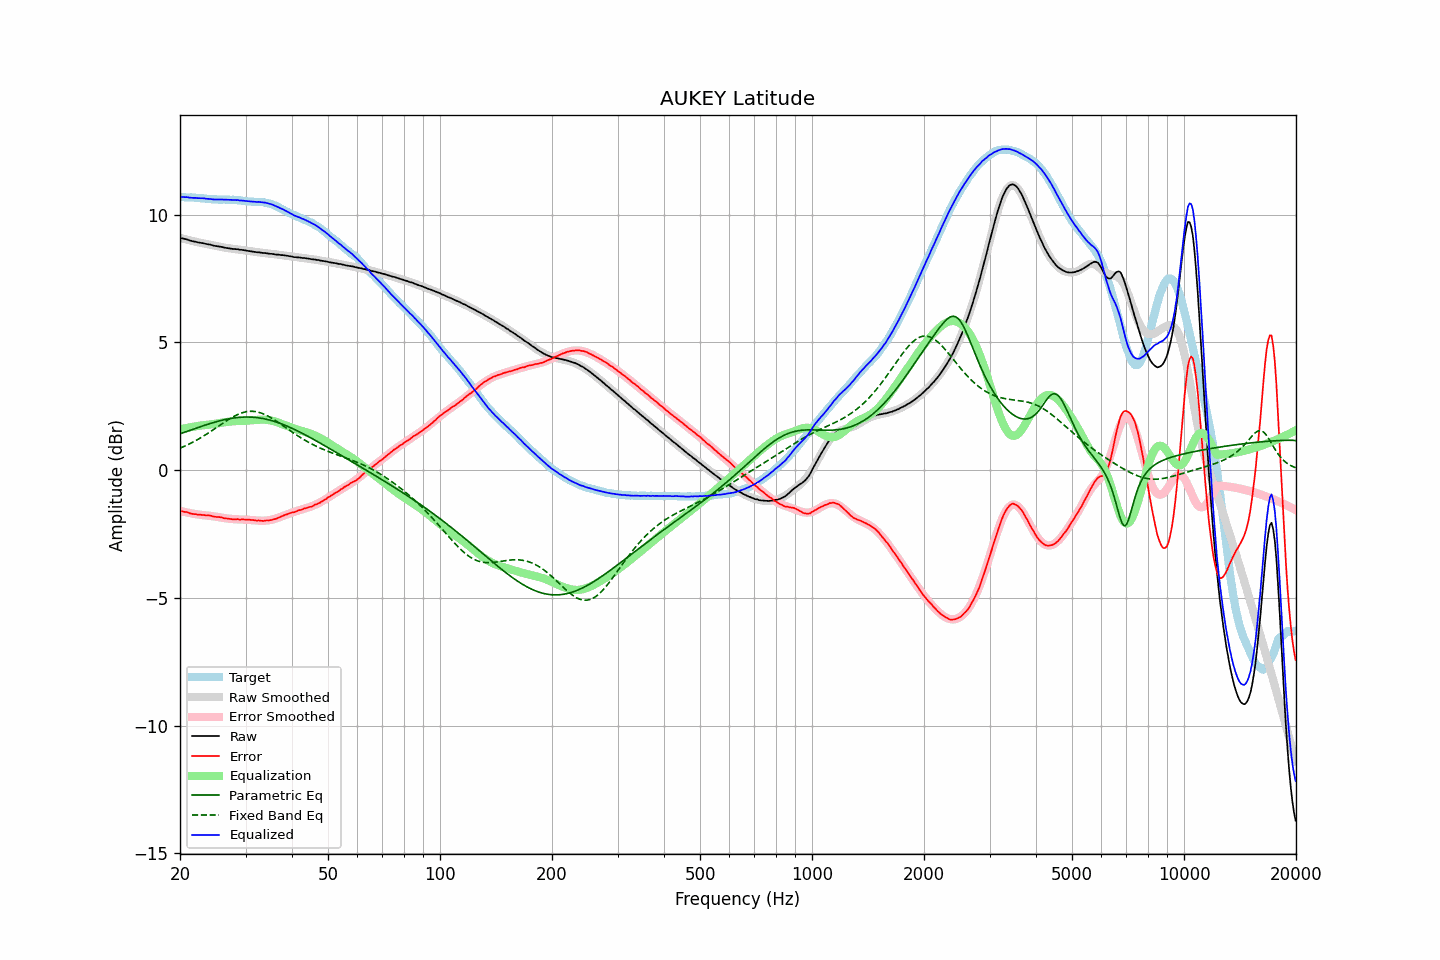 AUKEY Latitude
Amplitude (dBr)
10
5
0
−5
−10
−15
Target
Raw Smoothed
Error Smoothed
Raw
Error
Equalization
Parametric Eq
Fixed Band Eq
Equalized
20 50 100 200 500 1000 2000 5000 10000 20000
Frequency (Hz)